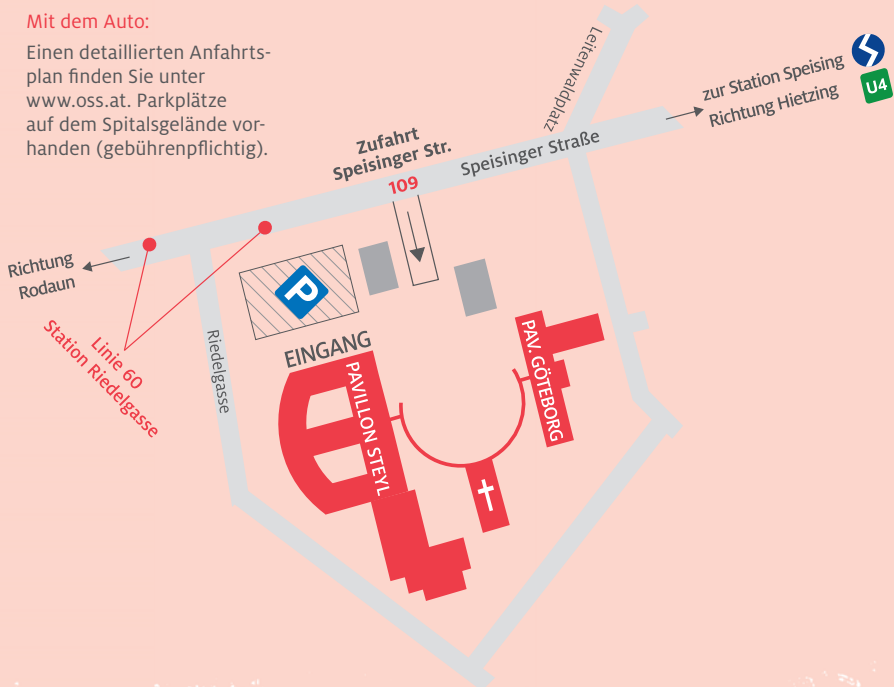 Mit dem Auto:
Einen detaillierten Anfahrts-
plan finden Sie unter
www.oss.at. Parkplätze
auf dem Spitalsgelände vor-
handen (gebührenpflichtig).
Leitenwaldplatz
zur Station Speising
Richtung Hietzing
U4
Zufahrt
Speisinger Str.
109
Speisinger Straße
Richtung
Rodaun
Linie 60
Station Riedelgasse
Riedelgasse
P
EINGANG
PAVILLON STEYL
PAV. GÖTEBORG